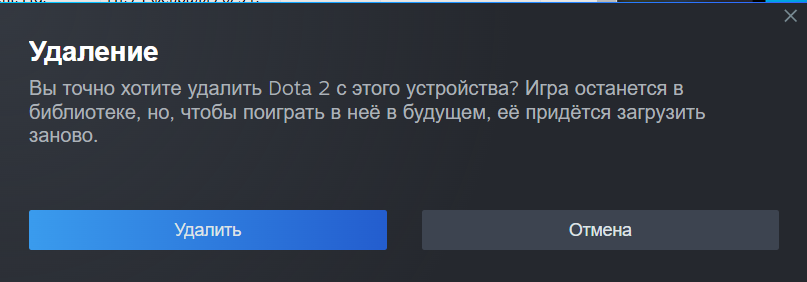 Удаление
Вы точно хотите удалить Dota 2 с этого устройства? Игра останется в
библиотеке, но, чтобы поиграть в неё в будущем, её придётся загрузить
заново.
Удалить
Отмена